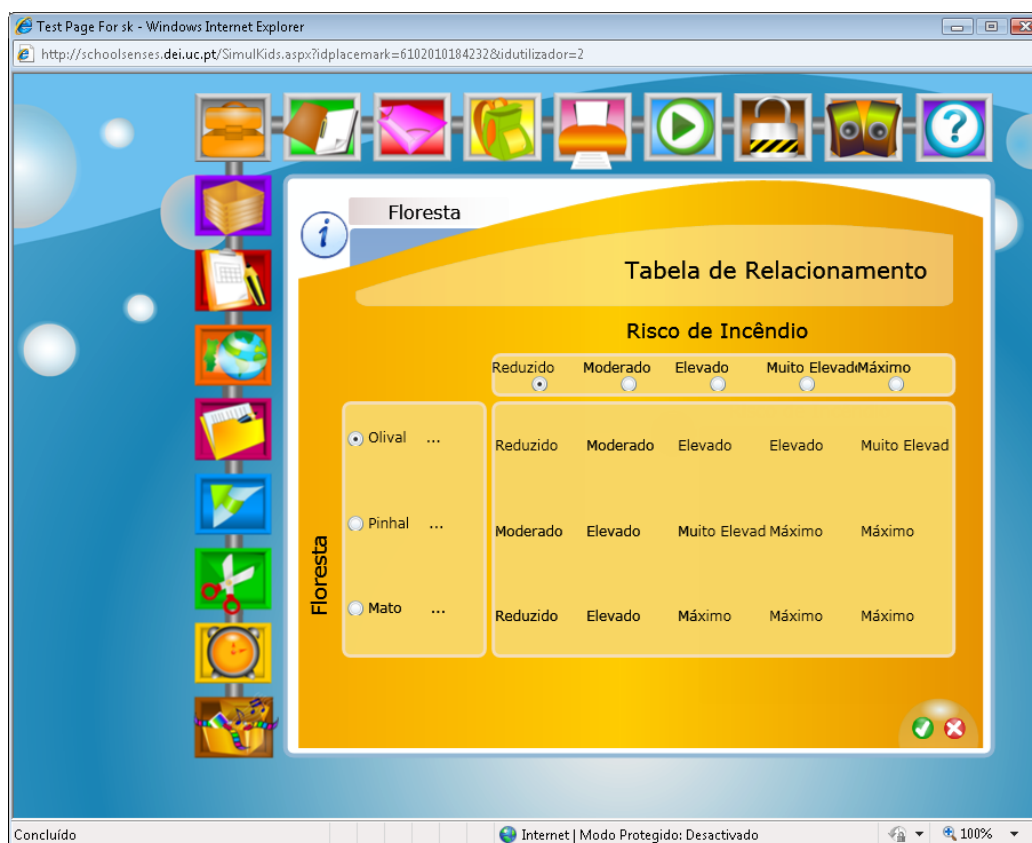 Test Page For sk - Windows Internet Explorer
http://schoolsenses.dei.uc.pt/SimulKids.aspx?idplacemark=6102010184232&idutilizador=2
?
i
Floresta
Tabela de Relacionamento
Risco de Incêndio
Reduzido Moderado Elevado Muito Elevad Máximo
Floresta
Olival ... Reduzido Moderado Elevado Elevado Muito Elevad
Pinhal ... Moderado Elevado Muito Elevad Máximo Máximo
Mato ... Reduzido Elevado Máximo Máximo Máximo
Concluído Internet | Modo Protegido: Desactivado 100%